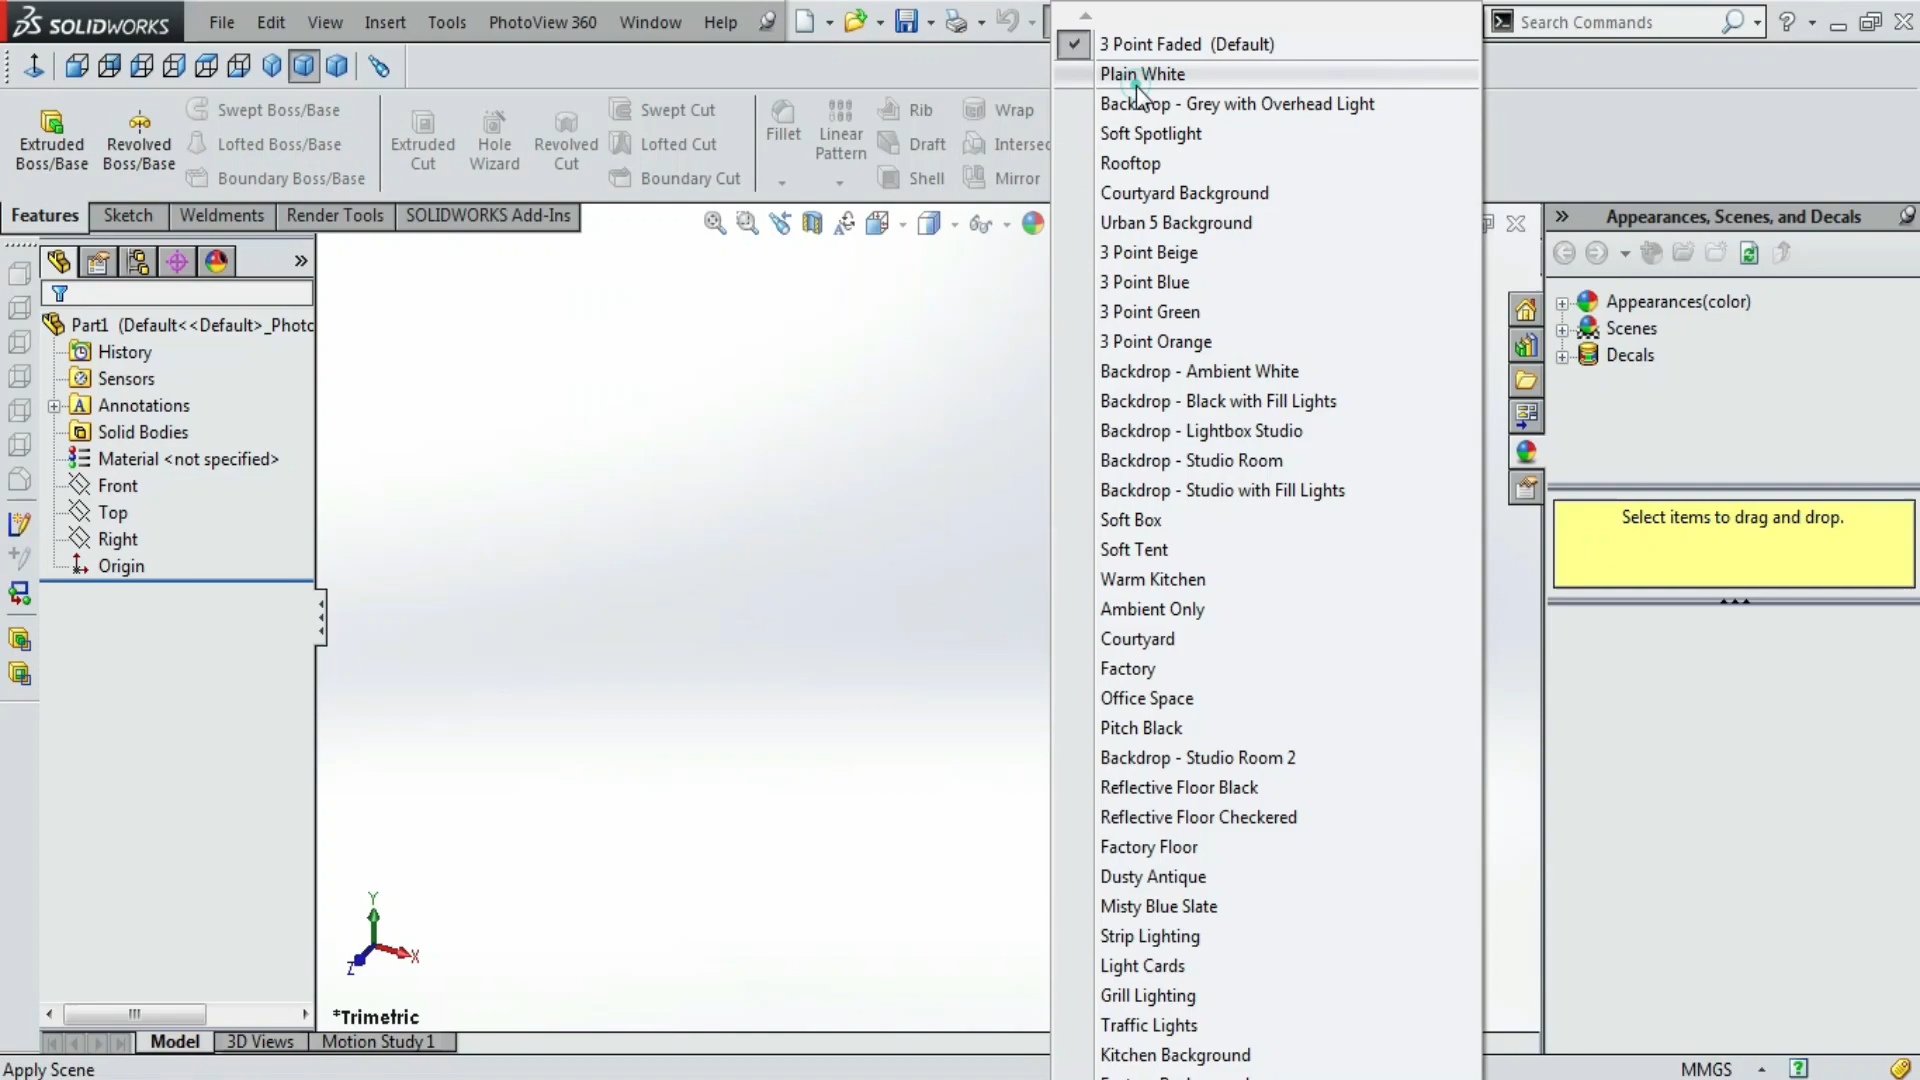 SOLIDWORKS
File Edit View Insert Tools PhotoView 360 Window Help
Search Commands
Extruded Boss/Base
Revolved Boss/Base
Swept Boss/Base
Lofted Boss/Base
Boundary Boss/Base
Extruded Cut
Hole Wizard
Revolved Cut
Swept Cut
Lofted Cut
Boundary Cut
Fillet
Linear Pattern
Rib
Draft
Shell
Wrap
Intersec
Mirror
Features Sketch Weldments Render Tools SOLIDWORKS Add-Ins
Part1 (Default<<Default>_Photo
History
Sensors
Annotations
Solid Bodies
Material <not specified>
Front
Top
Right
Origin
Y
X
Z
*Trimetric
3 Point Faded (Default)
Plain White
Backdrop - Grey with Overhead Light
Soft Spotlight
Rooftop
Courtyard Background
Urban 5 Background
3 Point Beige
3 Point Blue
3 Point Green
3 Point Orange
Backdrop - Ambient White
Backdrop - Black with Fill Lights
Backdrop - Lightbox Studio
Backdrop - Studio Room
Backdrop - Studio with Fill Lights
Soft Box
Soft Tent
Warm Kitchen
Ambient Only
Courtyard
Factory
Office Space
Pitch Black
Backdrop - Studio Room 2
Reflective Floor Black
Reflective Floor Checkered
Factory Floor
Dusty Antique
Misty Blue Slate
Strip Lighting
Light Cards
Grill Lighting
Traffic Lights
Kitchen Background
Appearances, Scenes, and Decals
Appearances(color)
Scenes
Decals
Select items to drag and drop.
Model 3D Views Motion Study 1
Apply Scene
MMGS